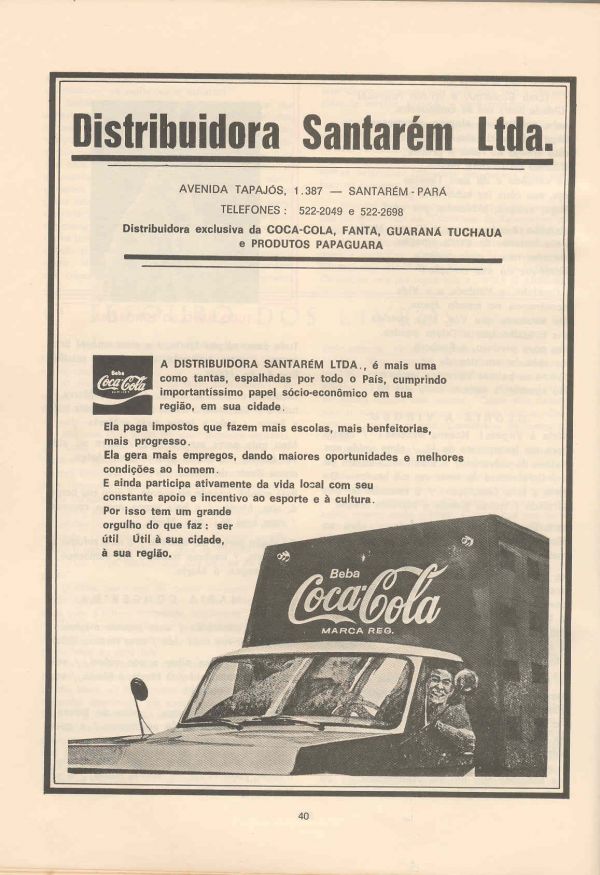 Distribuidora Santarém Ltda.
AVENIDA TAPAJÓS, 1.387 — SANTARÉM - PARÁ
TELEFONES : 522-2049 e 522-2698
Distribuidora exclusiva da COCA-COLA, FANTA, GUARANÁ TUCHAUA
e PRODUTOS PAPAGUARA
Beba
Coca-Cola
A DISTRIBUIDORA SANTARÉM LTDA., é mais uma
como tantas, espalhadas por todo o País, cumprindo
importantissimo papel sócio-econômico em sua
região, em sua cidade.
Ela paga impostos que fazem mais escolas, mais benfeitorias,
mais progresso.
Ela gera mais empregos, dando maiores oportunidades e melhores
condições ao homem.
E ainda participa ativamente da vida local com seu
constante apoio e incentivo ao esporte e à cultura.
Por isso tem um grande
orgulho do que faz : ser
útil Útil à sua cidade,
à sua região.
Beba
Coca-Cola
MARCA REG.
40